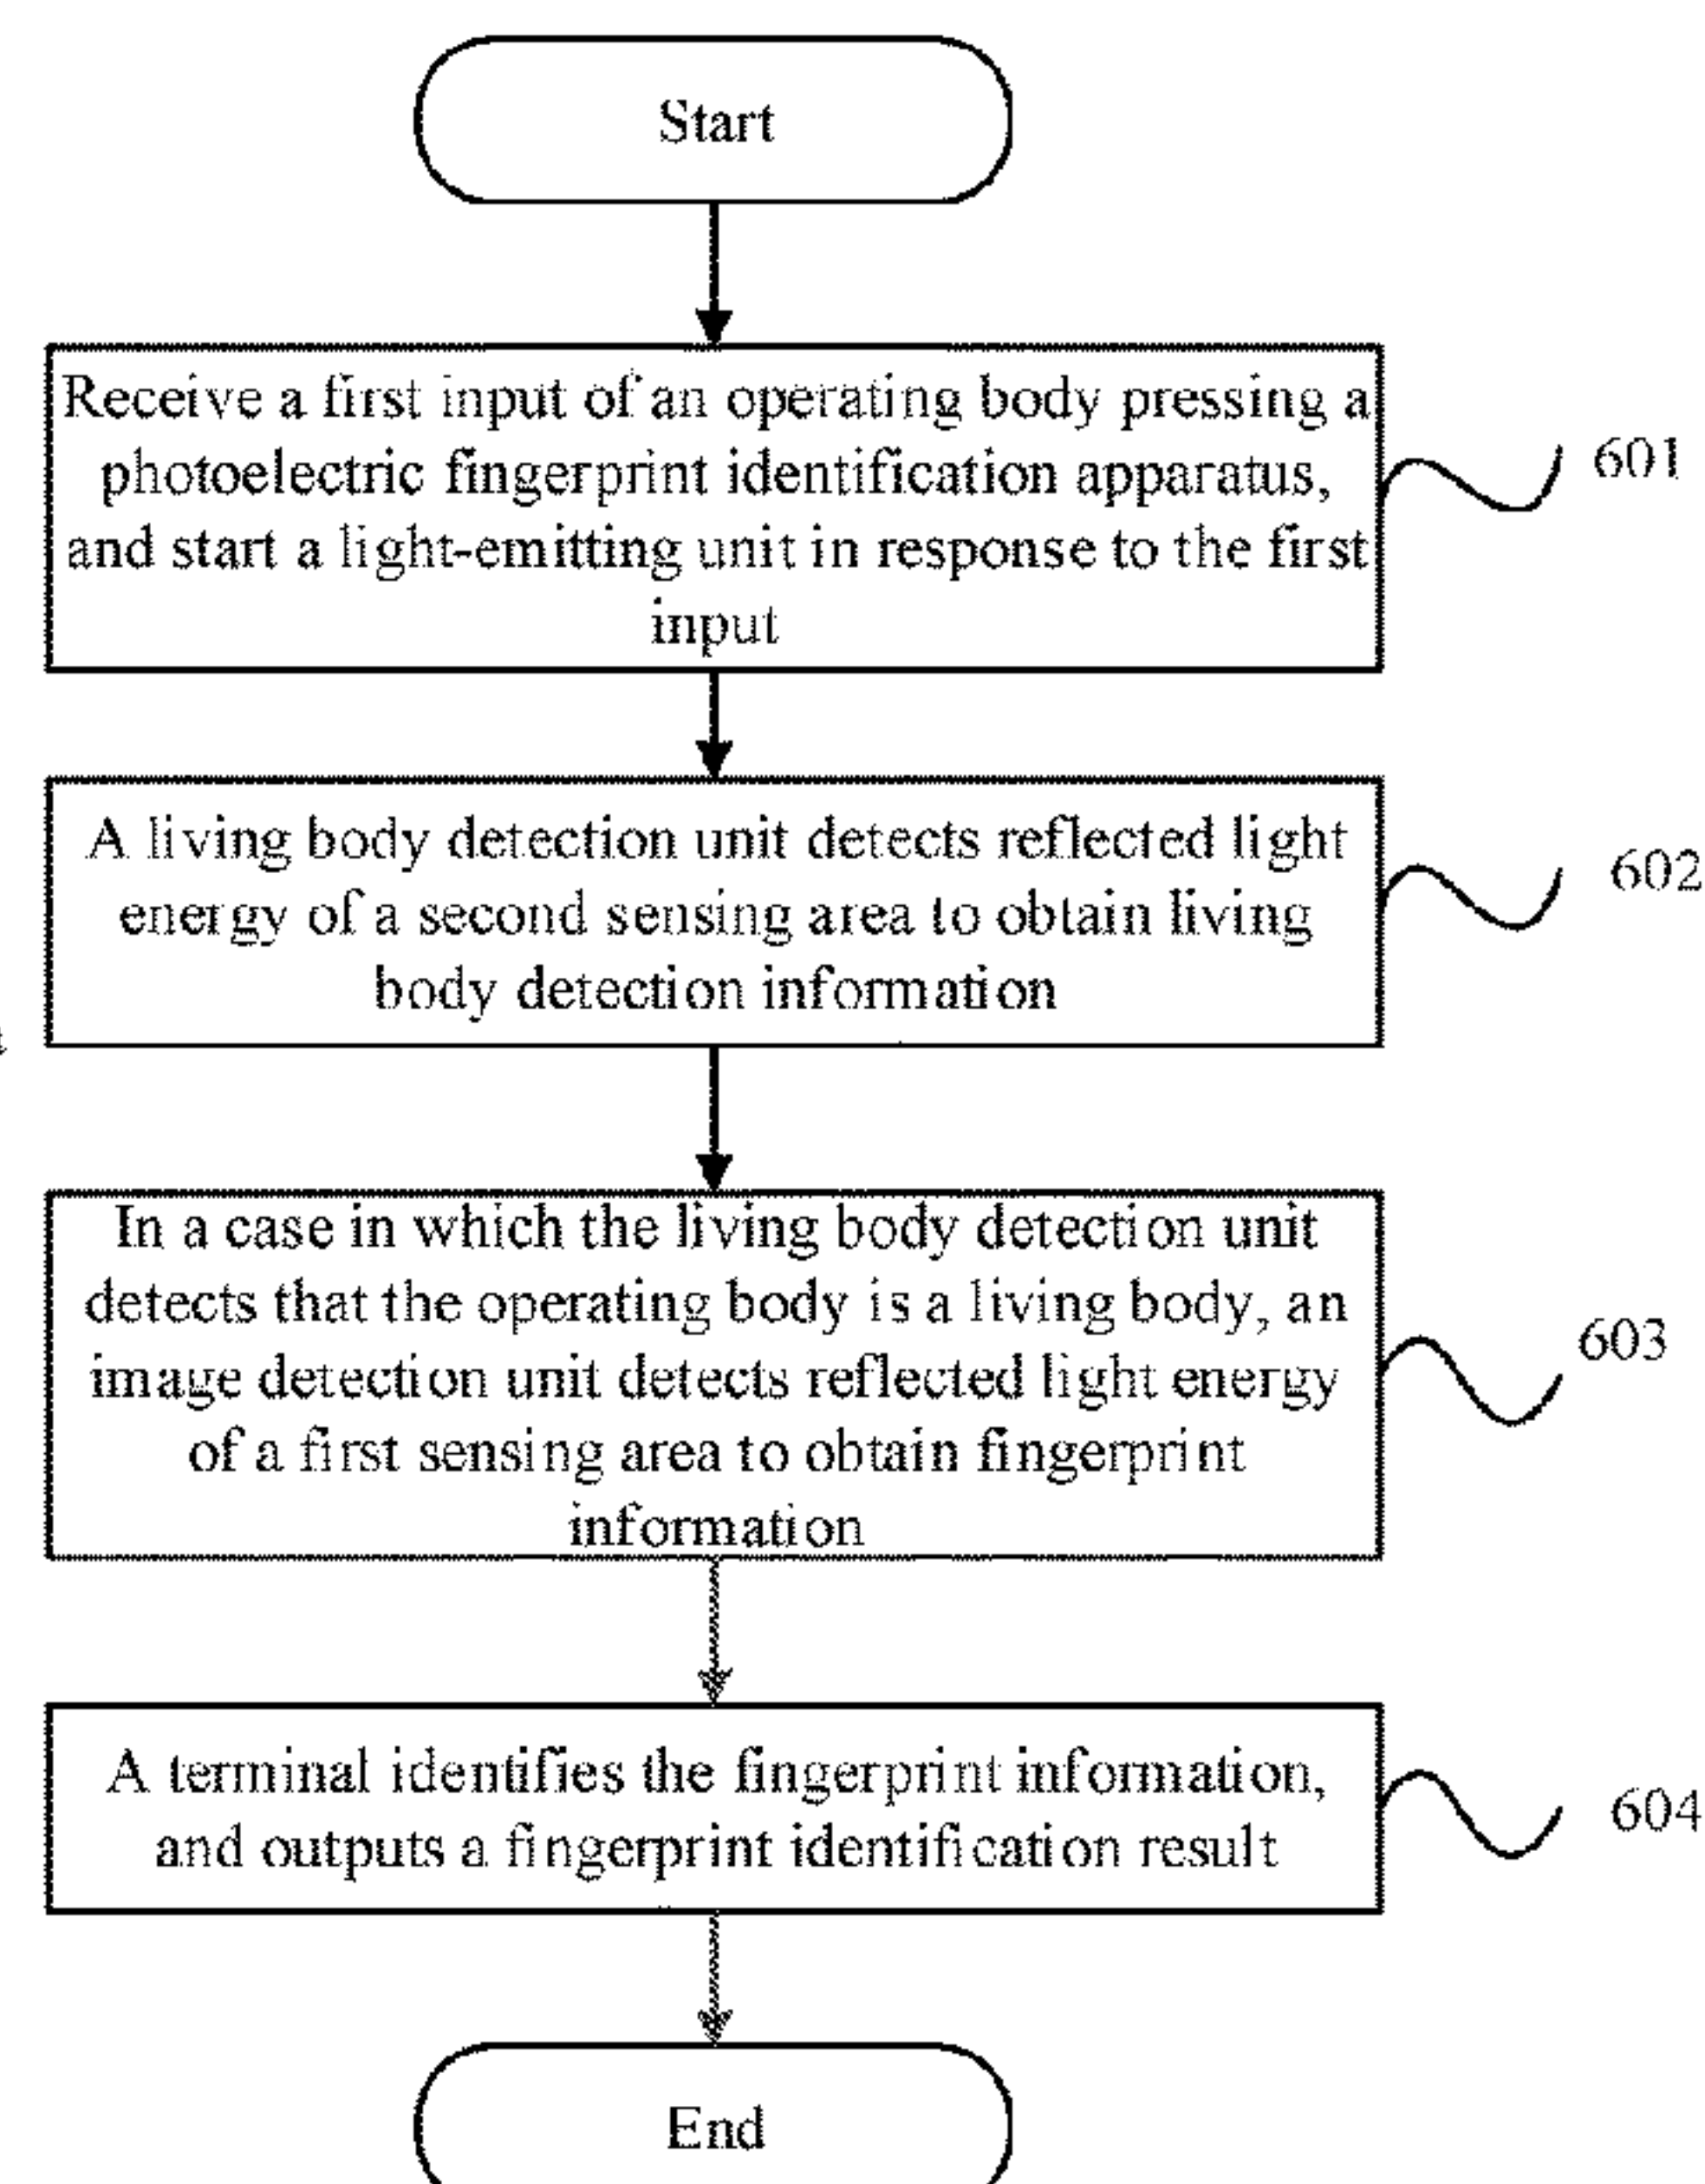 Start
Receive a first input of an operating body pressing a
photoelectric fingerprint identification apparatus,
and start a light-emitting unit in response to the first
input
601
A living body detection unit detects reflected light
energy of a second sensing area to obtain living
body detection information
602
In a case in which the living body detection unit
detects that the operating body is a living body, an
image detection unit detects reflected light energy
of a first sensing area to obtain fingerprint
information
603
A terminal identifies the fingerprint information,
and outputs a fingerprint identification result
604
End